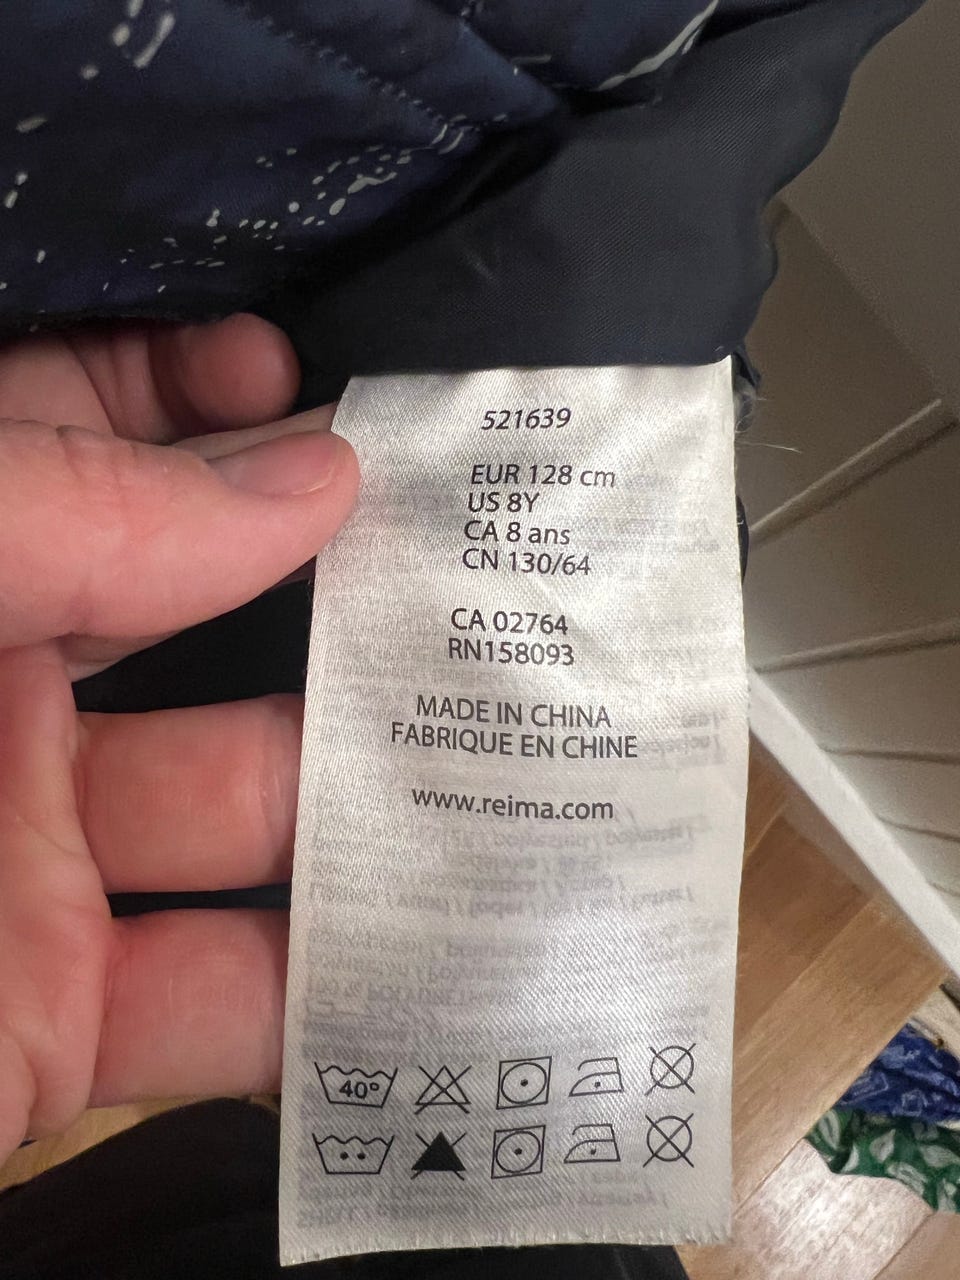 521639
EUR 128 cm
US 8Y
CA 8 ans
CN 130/64
CA 02764
RN158093
MADE IN CHINA
FABRIQUE EN CHINE
www.reima.com
40°